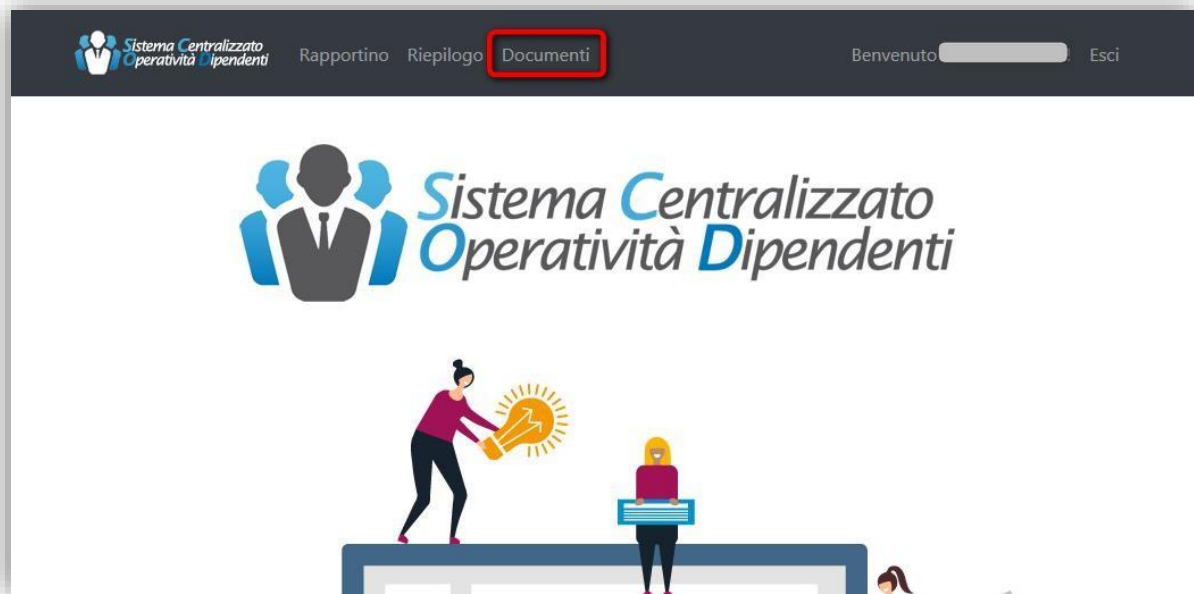 Sistema Centralizzato
Operatività Dipendenti
Rapportino Riepilogo Documenti Benvenuto ! Esci
Sistema Centralizzato
Operatività Dipendenti